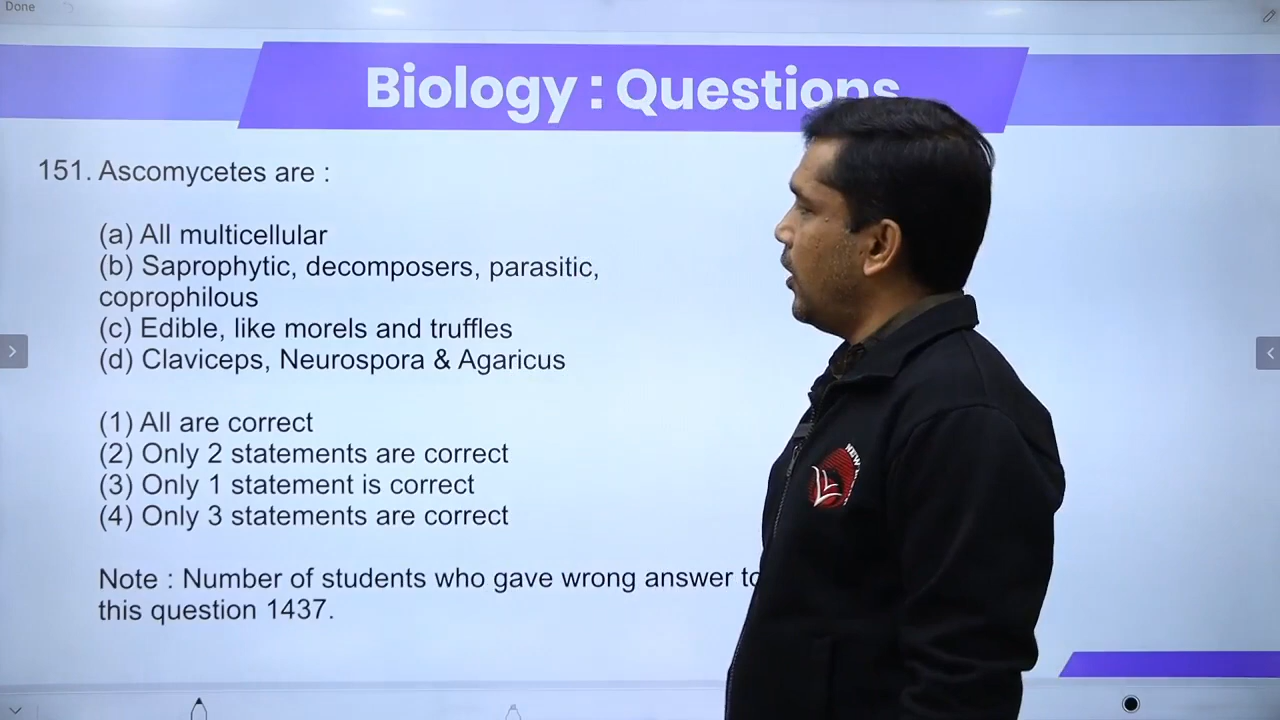 Done
Biology : Questions
151. Ascomycetes are :
(a) All multicellular
(b) Saprophytic, decomposers, parasitic,
coprophilous
(c) Edible, like morels and truffles
(d) Claviceps, Neurospora & Agaricus
(1) All are correct
(2) Only 2 statements are correct
(3) Only 1 statement is correct
(4) Only 3 statements are correct
Note : Number of students who gave wrong answer to
this question 1437.